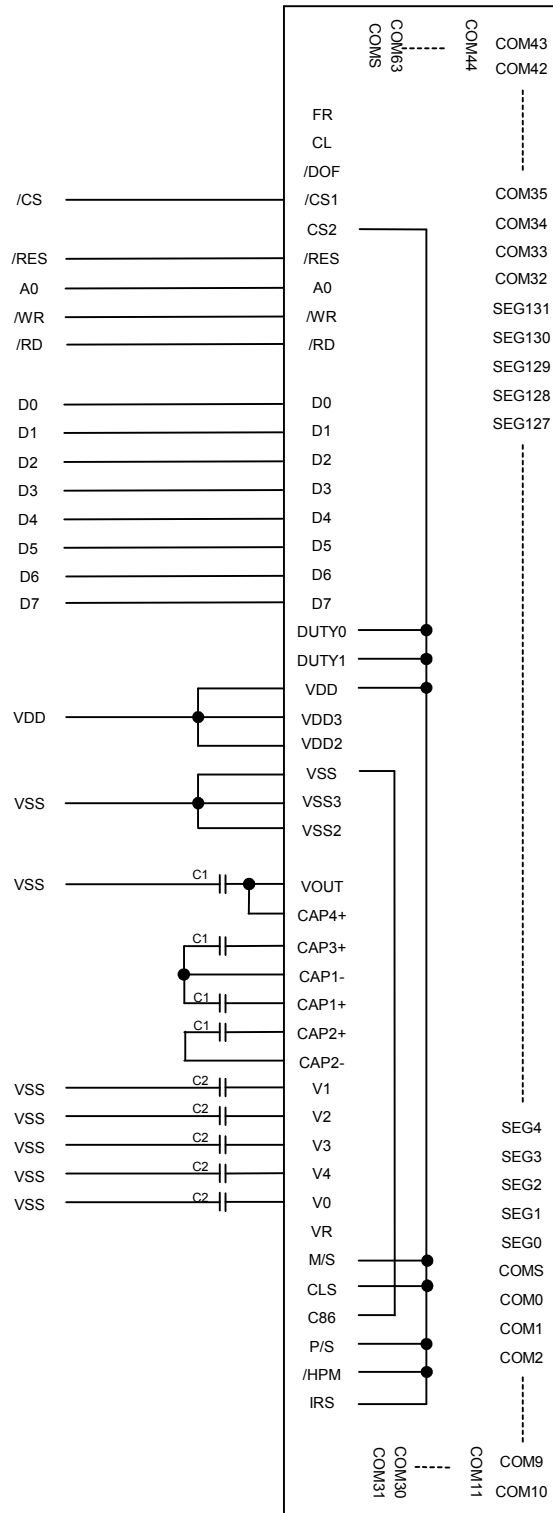 COMS
COM63
COM44
COM43
COM42
FR
CL
/DOF
/CS
/CS1
COM35
CS2
COM34
/RES
/RES
COM33
A0
A0
COM32
/WR
/WR
SEG131
/RD
/RD
SEG130
SEG129
D0
D0
SEG128
D1
D1
SEG127
D2
D2
D3
D3
D4
D4
D5
D5
D6
D6
D7
D7
DUTY0
DUTY1
VDD
VDD
VDD3
VDD2
VSS
VSS
VSS3
VSS2
VSS
C1
VOUT
CAP4+
C1
CAP3+
CAP1-
C1
CAP1+
C1
CAP2+
CAP2-
VSS
C2
V1
VSS
C2
V2
SEG4
VSS
C2
V3
SEG3
VSS
C2
V4
SEG2
VSS
C2
V0
SEG1
VR
SEG0
M/S
COMS
CLS
COM0
C86
COM1
P/S
COM2
/HPM
IRS
COM31
COM30
COM11
COM9
COM10